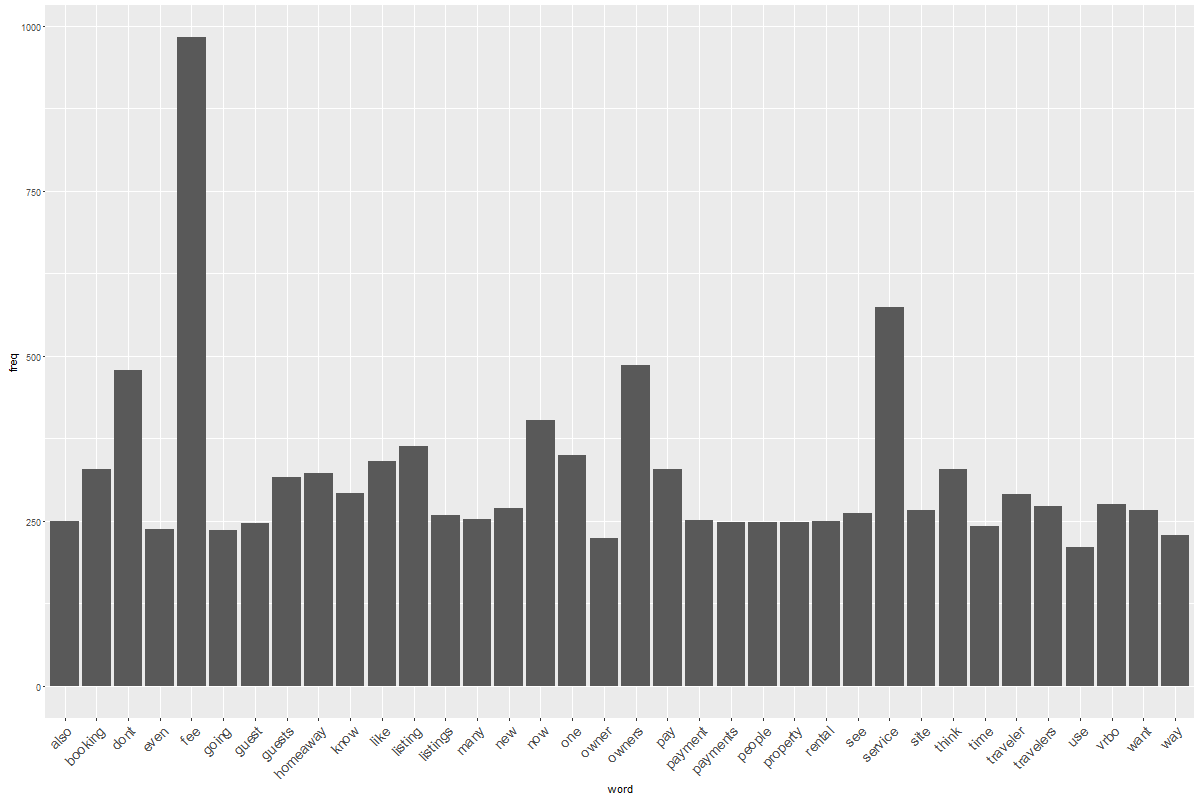 1000
750
500
250
0
freq
also booking dont even fee going guest guests homeaway know like listing listings many new now one owner owners pay payment payments people property rental see service site think time traveler travelers use vrbo want way
word